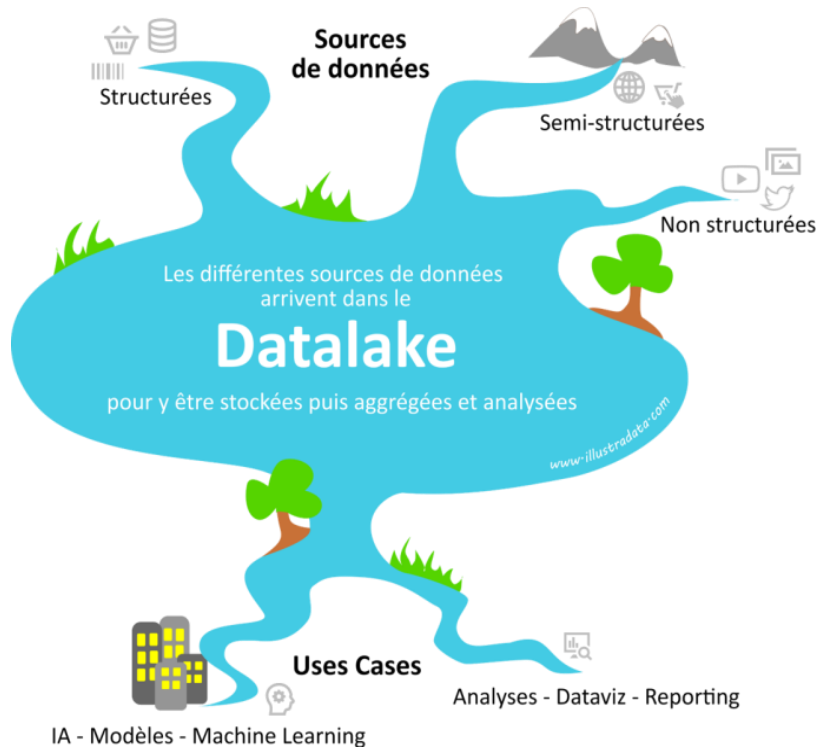 Sources
de données
Structurées
Semi-structurées
Non structurées
Les différentes sources de données
arrivent dans le
Datalake
pour y être stockées puis aggrégées et analysées
www-illustradata-com
Uses Cases
Analyses - Dataviz - Reporting
IA - Modèles - Machine Learning